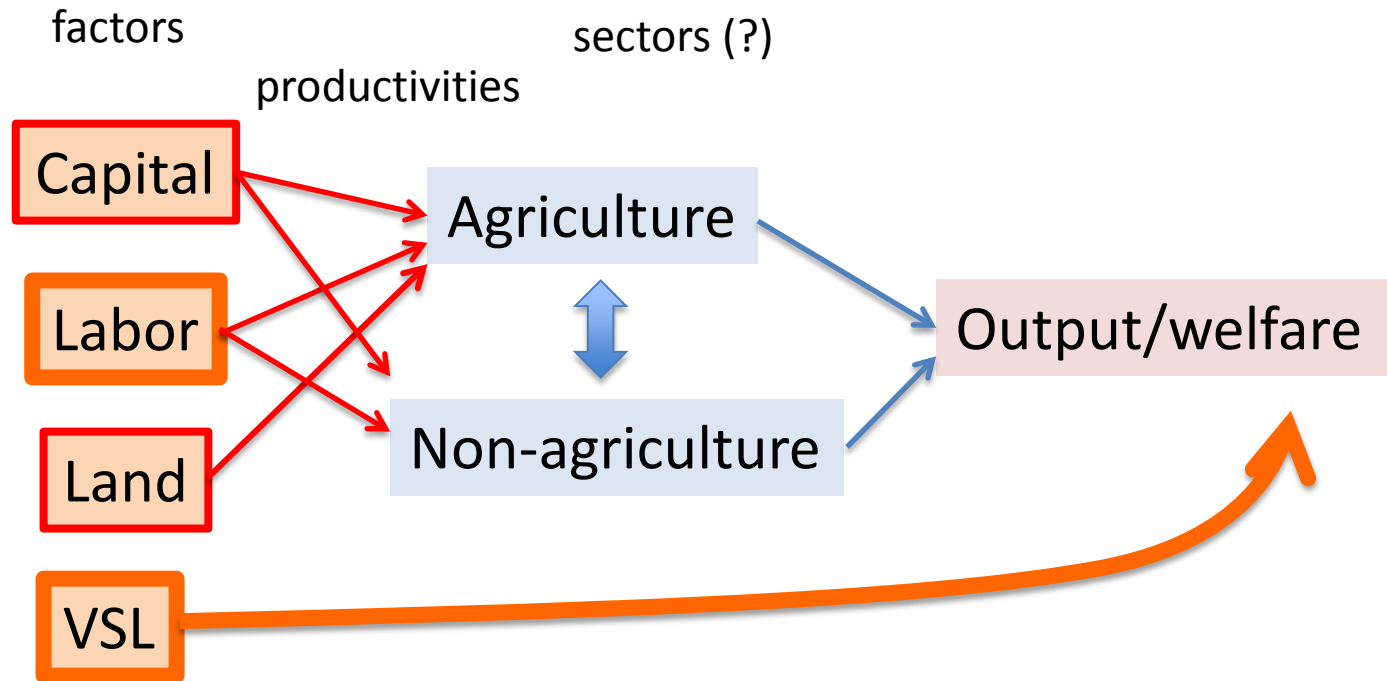 factors
sectors (?)
productivities
Capital
Agriculture
Labor
Output/welfare
Non-agriculture
Land
VSL